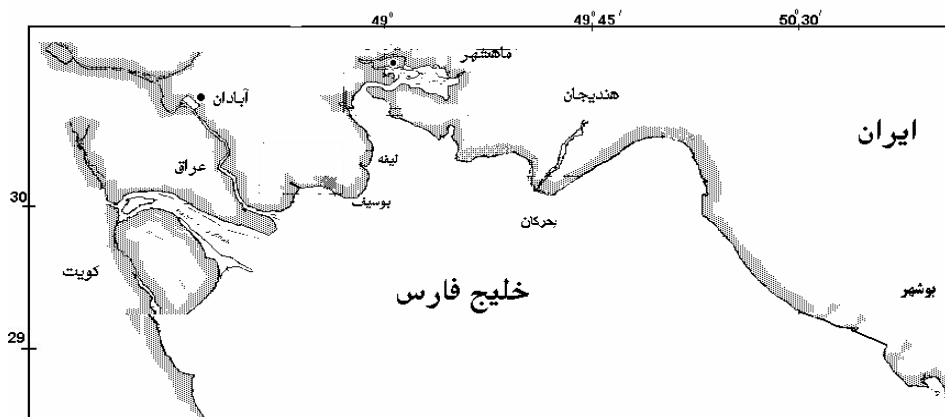 49° 49°45' 50°30'
ماهشهر
آبادان
هندیجان
ایران
لیفه
عراق
30
بوسیف
بحرکان
کویت
خلیج فارس
بوشهر
29